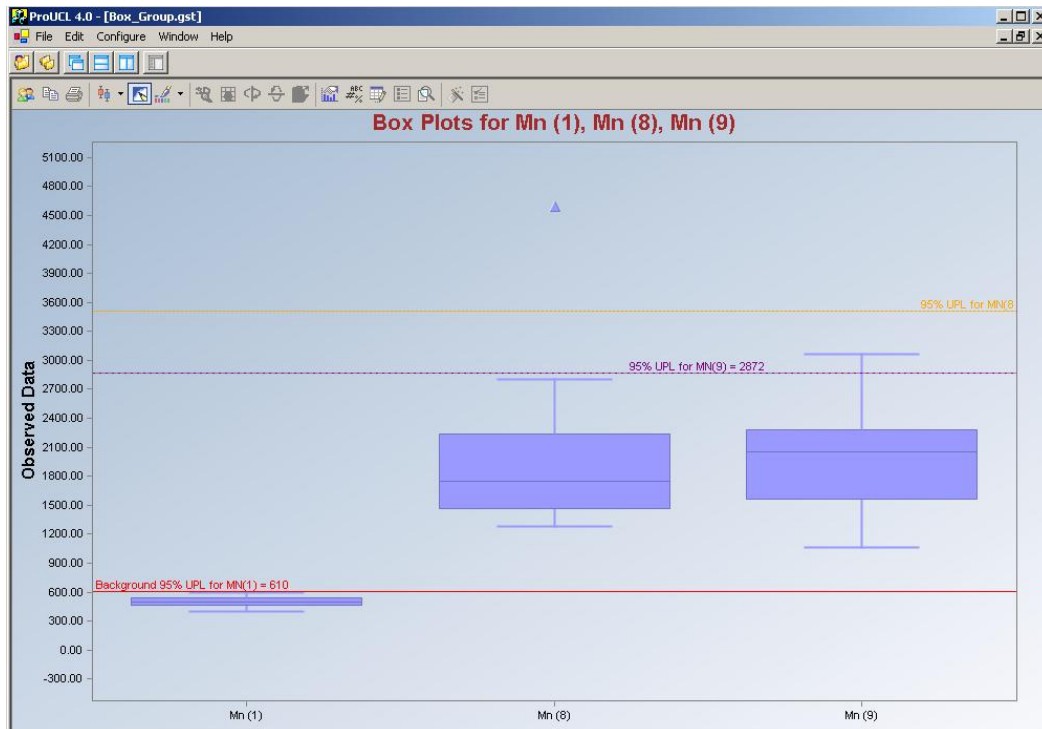 ProUCL 4.0 - [Box_Group.gst]
File Edit Configure Window Help
Box Plots for Mn (1), Mn (8), Mn (9)
5100.00
4800.00
4500.00
4200.00
3900.00
3600.00
95% UPL for MN(8
3300.00
3000.00
95% UPL for MN(9) = 2872
2700.00
2400.00
2100.00
1800.00
1500.00
1200.00
900.00
Background 95% UPL for MN(1) = 610
600.00
300.00
0.00
-300.00
Observed Data
Mn (1) Mn (8) Mn (9)